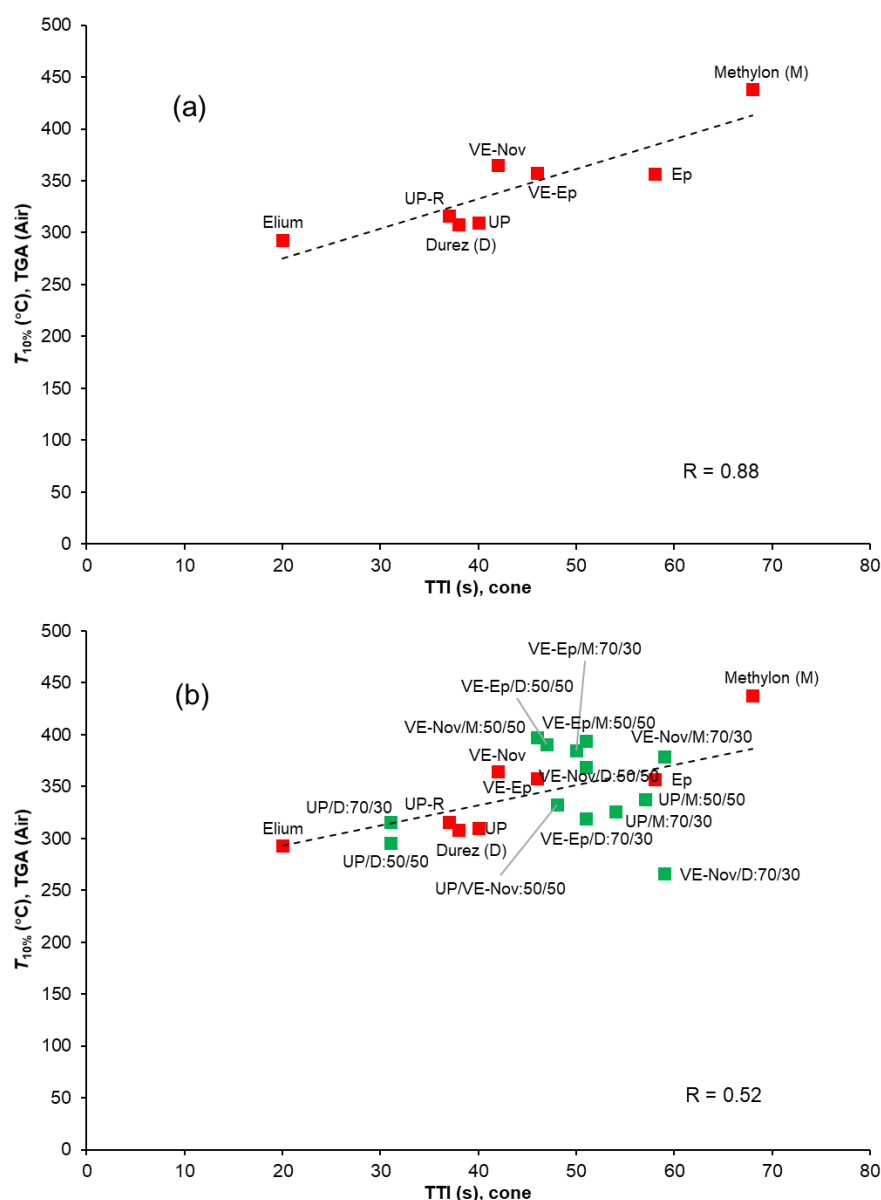 500
(a)
Methylon (M)
450
400
VE-Nov
350
VE-Ep
Ep
UP-R
Elium
300
UP
Durez (D)
250
200
150
100
R = 0.88
50
0
0 10 20 30 40 50 60 70 80
T10% (°C), TGA (Air)
TTI (s), cone
500
VE-Ep/M:70/30
(b)
Methylon (M)
450
VE-Ep/D:50/50
VE-Nov/M:50/50
VE-Ep/M:50/50
400
VE-Nov/M:70/30
VE-Nov
VE-Nov/D:50/50
Ep
350
VE-Ep
UP/D:70/30
UP-R
UP/M:50/50
Elium
UP
UP/M:70/30
300
Durez (D)
VE-Ep/D:70/30
UP/D:50/50
VE-Nov/D:70/30
UP/VE-Nov:50/50
250
200
150
100
R = 0.52
50
0
0 10 20 30 40 50 60 70 80
T10% (°C), TGA (Air)
TTI (s), cone